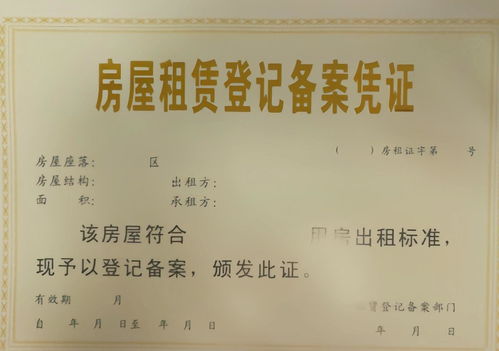 房屋租赁登记备案凭证
( ) 房租证字第 号
房屋座落: 区
房屋结构: 出租方:
面 积: 承租方:
该房屋符合 用房出租标准,
现予以登记备案, 颁发此证。
有效期 月
自 年 月 日至 年 月 日
赁登记备案部门
年 月 日